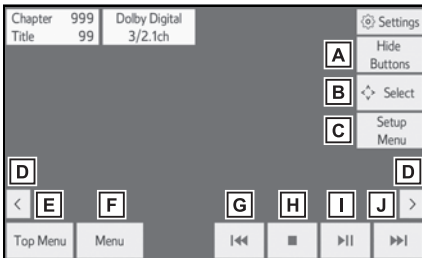 Chapter 999
Title 99
Dolby Digital
3/2.1ch
Settings
A
Hide
Buttons
B
Select
C
Setup
Menu
D
D
E
F
G
H
I
J
Top Menu
Menu